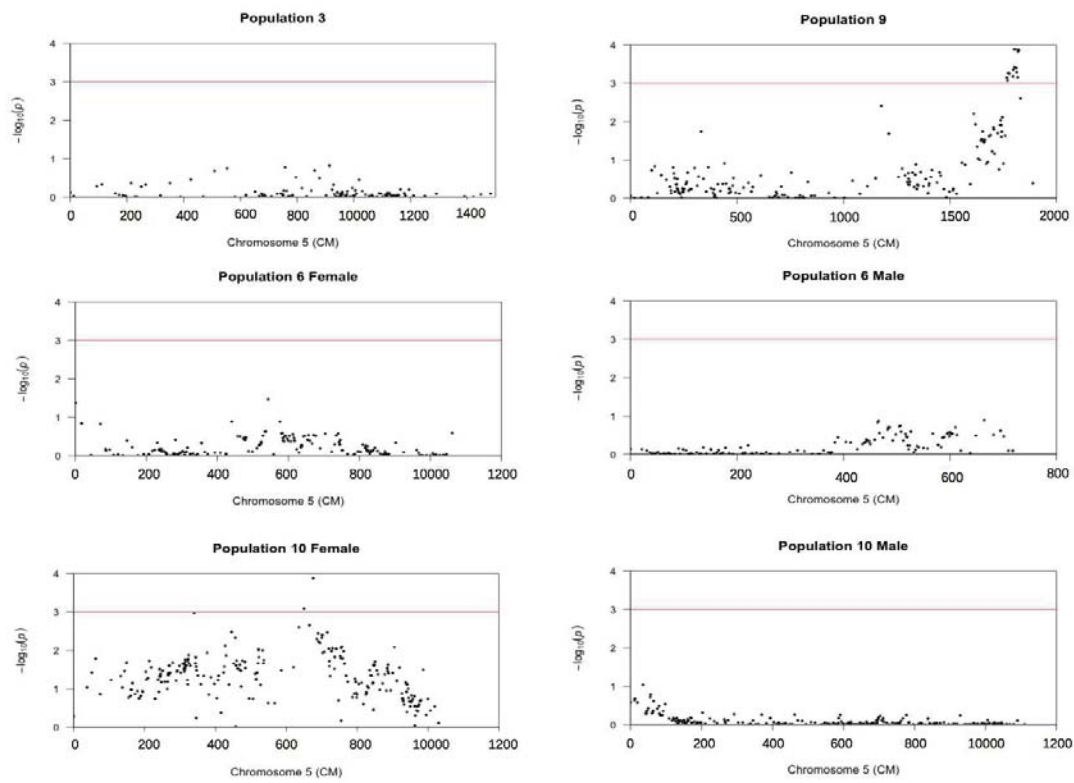 Population 3
4
3
2
1
0
−log10(p)
0 200 400 600 800 10000 12000 1400
Chromosome 5 (CM)
Population 9
4
3
2
1
0
−log10(p)
0 500 1000 1500 2000
Chromosome 5 (CM)
Population 6 Female
4
3
2
1
0
−log10(p)
0 200 400 600 800 10000 1200
Chromosome 5 (CM)
Population 6 Male
4
3
2
1
0
−log10(p)
0 200 400 600 800
Chromosome 5 (CM)
Population 10 Female
4
3
2
1
0
−log10(p)
0 200 400 600 800 10000 1200
Chromosome 5 (CM)
Population 10 Male
4
3
2
1
0
−log10(p)
0 200 400 600 800 10000 1200
Chromosome 5 (CM)